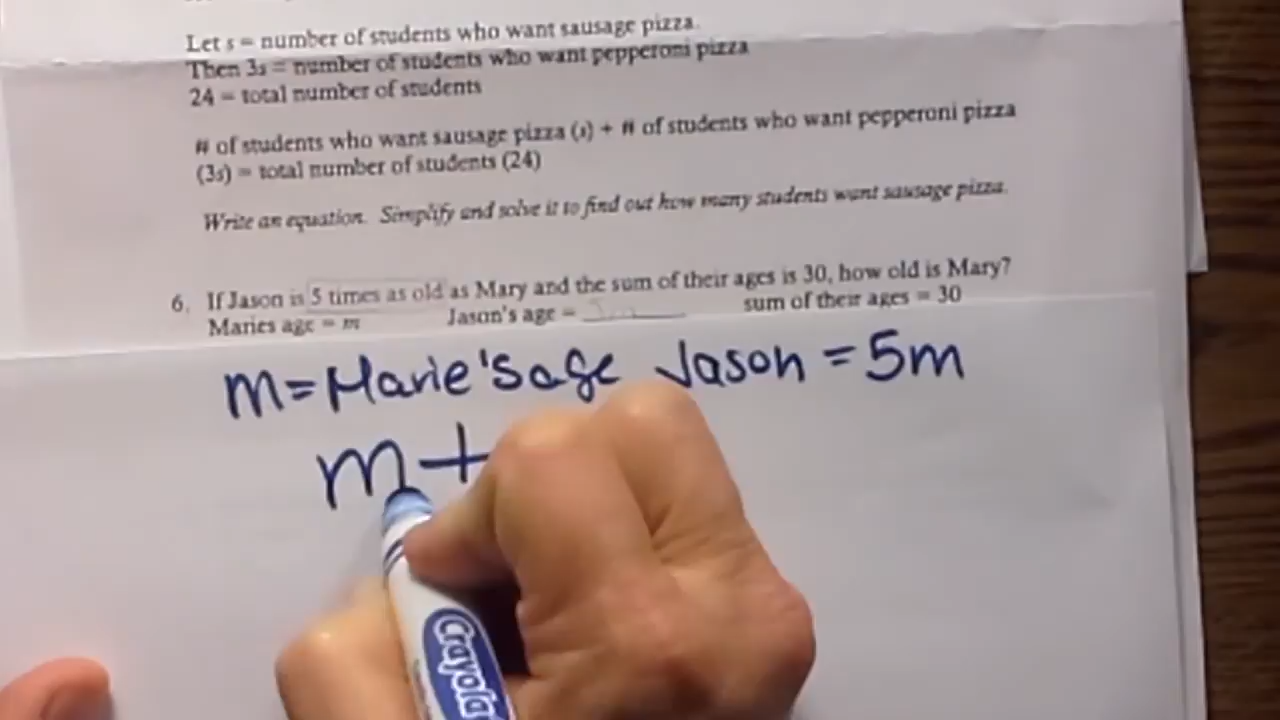 Let s = number of students who want sausage pizza.
Then 3s = number of students who want pepperoni pizza
24 = total number of students
# of students who want sausage pizza (s) + # of students who want pepperoni pizza
(3s) = total number of students (24)
Write an equation. Simplify and solve it to find out how many students want sausage pizza.
6. If Jason is 5 times as old as Mary and the sum of their ages is 30, how old is Mary?
Maries age = m Jason's age = 5m sum of their ages = 30
m = Marie's age Jason = 5m
m +
Crayola